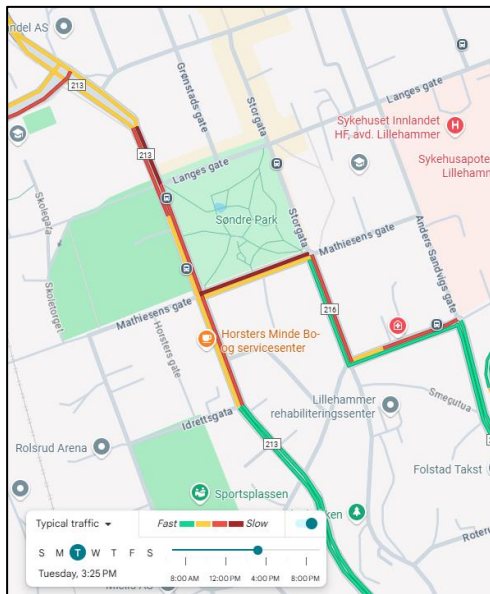 ndel AS
213
Grønstads gate
Storgata
Langes gate
Sykehuset Innlandet
HF, avd. Lillehammer
Sykehusapote
Lilleham
213
Langes gate
Skolegata
Søndre Park
Storgata
Mathiesens gate
Anders Sandvigs gate
Skoletorget
Mathiesens gate
216
Horsters gate
Horsters Minde Bo-
og servicesenter
Smegutua
Lillehammer
rehabiliteringssenter
Idrettsgata
213
Rolsrud Arena
Folstad Takst
Sportsplassen
ken
Roter
Typical traffic
Fast
Slow
S M T W T F S
Tuesday, 3:25 PM
8:00 AM 12:00 PM 4:00 PM 8:00 PM